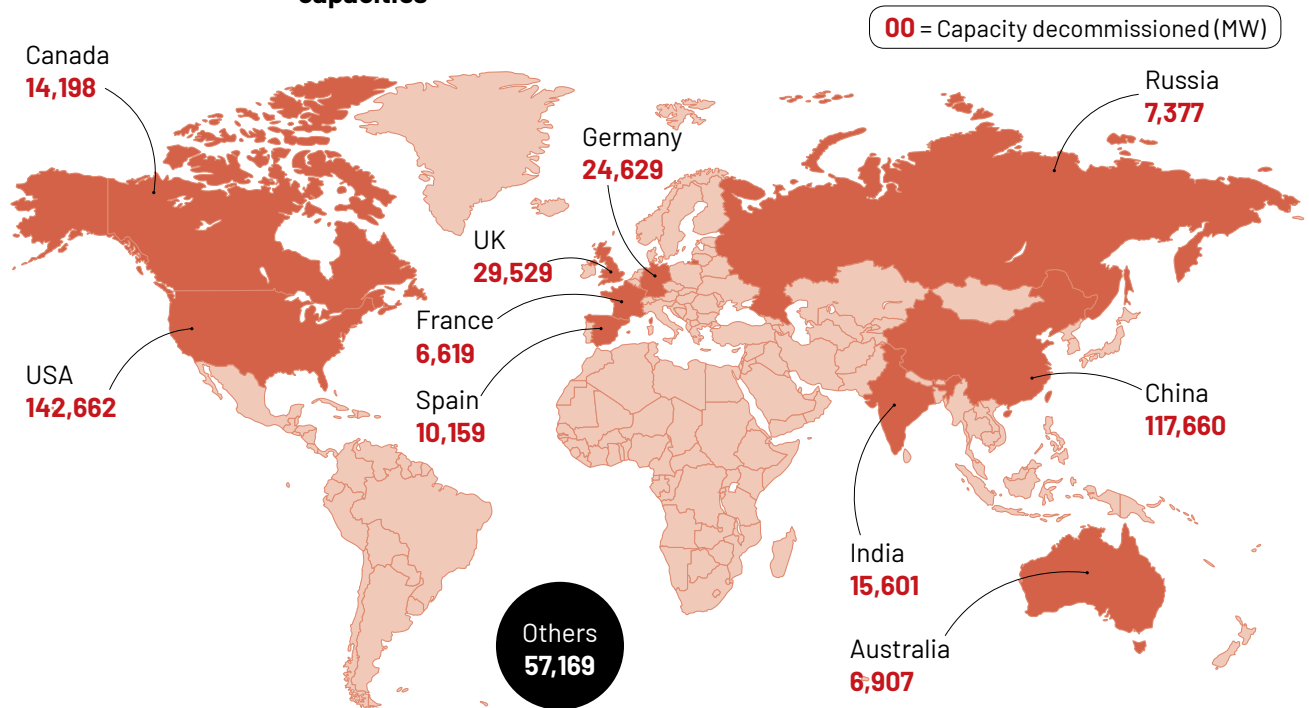 capacities
00 = Capacity decommissioned (MW)
Canada
14,198
Russia
7,377
Germany
24,629
UK
29,529
France
6,619
USA
142,662
Spain
10,159
China
117,660
India
15,601
Others
57,169
Australia
6,907